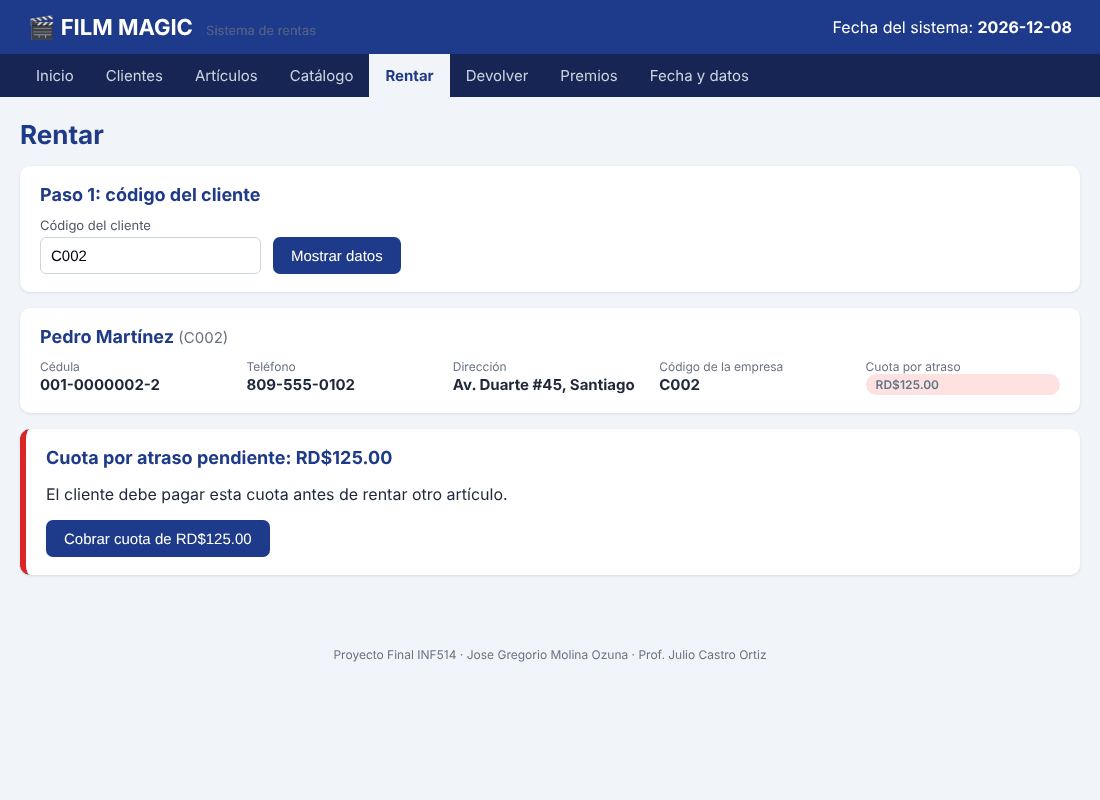 🎬 FILM MAGIC Sistema de rentas Fecha del sistema: 2026-12-08
Inicio Clientes Artículos Catálogo Rentar Devolver Premios Fecha y datos
Rentar
Paso 1: código del cliente
Código del cliente
C002 Mostrar datos
Pedro Martínez (C002)
Cédula Teléfono Dirección Código de la empresa Cuota por atraso
001-0000002-2 809-555-0102 Av. Duarte #45, Santiago C002 RD$125.00
Cuota por atraso pendiente: RD$125.00
El cliente debe pagar esta cuota antes de rentar otro artículo.
Cobrar cuota de RD$125.00
Proyecto Final INF514 · Jose Gregorio Molina Ozuna · Prof. Julio Castro Ortiz